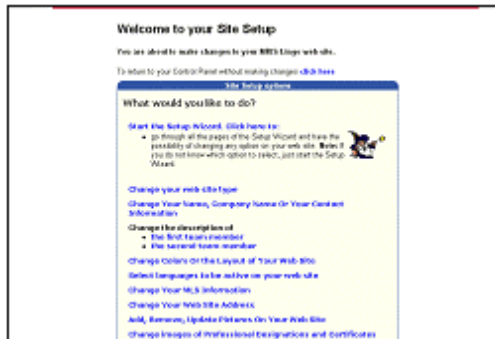 Welcome to your Site Setup
You are about to make changes to your web site.
To return to your Control Panel without making changes click here
Site Setup options
What would you like to do?
Start the Setup Wizard. Click here to:
go through all the pages of the Setup Wizard and have the
possibility of changing any option on your web site. Note: If
you do not know which option to select, just start the Setup
Wizard.
Change your web site type
Change Your Name, Company Name Or Your Contact
Information
Change the description of
the first team member
the second team member
Change Colors Or the Layout of Your Web Site
Select languages to be active on your web site
Change Your MLS Information
Change Your Web Site Address
Add, Remove, Update Pictures On Your Web Site
Change Images of Professional Designations and Certificates